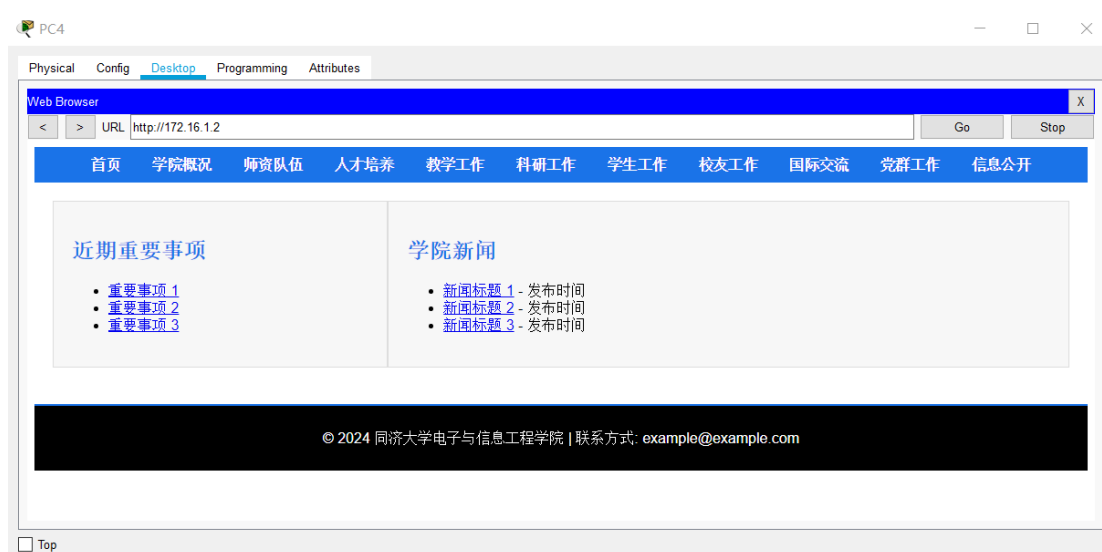 PC4
Physical Config Desktop Programming Attributes
Web Browser X
< > URL http://172.16.1.2 Go Stop
首页 学院概况 师资队伍 人才培养 教学工作 科研工作 学生工作 校友工作 国际交流 党群工作 信息公开
近期重要事项
重要事项 1
重要事项 2
重要事项 3
学院新闻
新闻标题 1 - 发布时间
新闻标题 2 - 发布时间
新闻标题 3 - 发布时间
© 2024 同济大学电子与信息工程学院 | 联系方式: example@example.com
Top